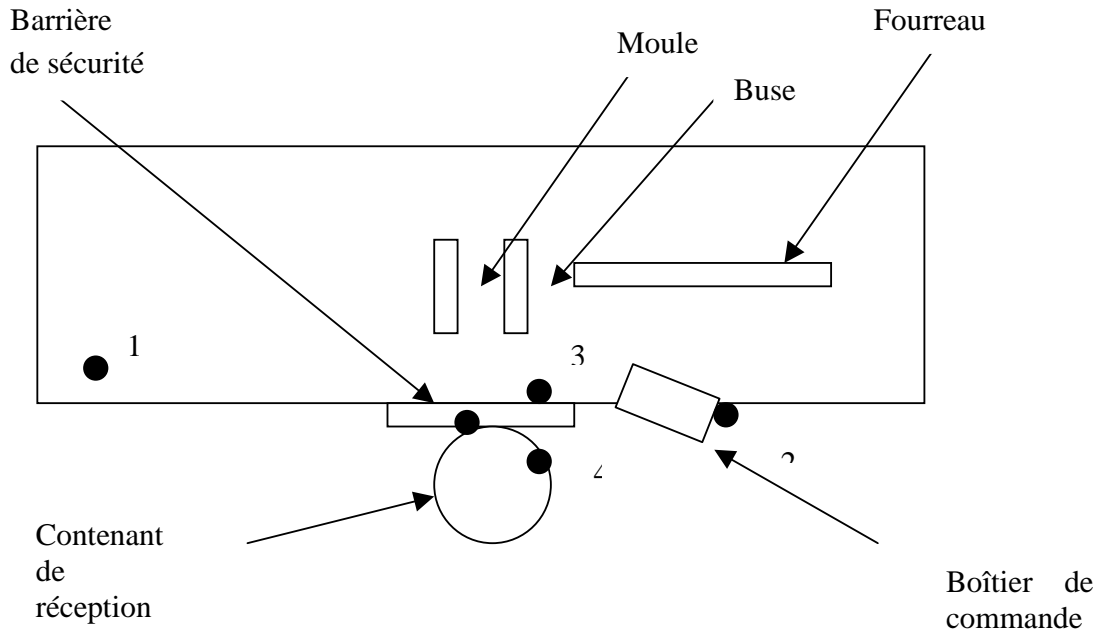 Barrière
de sécurité
Moule
Fourreau
Buse
1
3
Contenant
de
réception
Boîtier de
commande